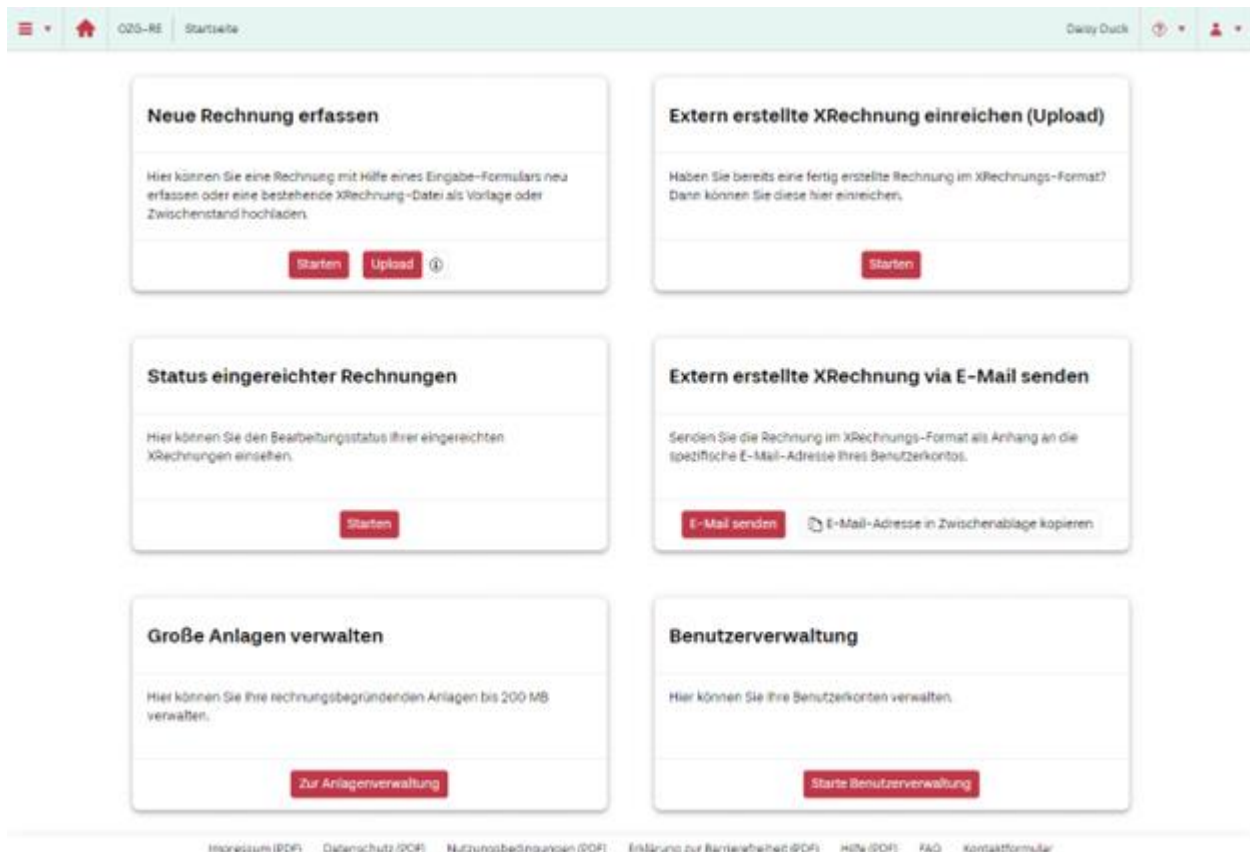 OZG-RE Startseite Daisy Duck
Neue Rechnung erfassen
Hier können Sie eine Rechnung mit Hilfe eines Eingabe-Formulars neu
erfassen oder eine bestehende XRechnung-Datei als Vorlage oder
Zwischenstand hochladen.
Starten Upload
Extern erstellte XRechnung einreichen (Upload)
Haben Sie bereits eine fertig erstellte Rechnung im XRechnungs-Format?
Dann können Sie diese hier einreichen.
Starten
Status eingereichter Rechnungen
Hier können Sie den Bearbeitungsstatus Ihrer eingereichten
XRechnungen einsehen.
Starten
Extern erstellte XRechnung via E-Mail senden
Senden Sie die Rechnung im XRechnungs-Format als Anhang an die
spezifische E-Mail-Adresse Ihres Benutzerkontos.
E-Mail senden E-Mail-Adresse in Zwischenablage kopieren
Große Anlagen verwalten
Hier können Sie Ihre rechnungsbegründenden Anlagen bis 200 MB
verwalten.
Zur Anlagenverwaltung
Benutzerverwaltung
Hier können Sie Ihre Benutzerkonten verwalten.
Starte Benutzerverwaltung
Impressum (PDF) Datenschutz (PDF) Nutzungsbedingungen (PDF) Erklärung zur Barrierefreiheit (PDF) Hilfe (PDF) FAQ Kontaktformular